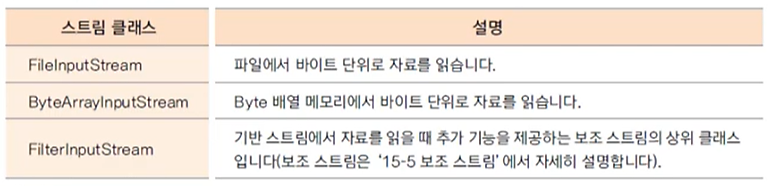 스트림 클래스 설명
FileInputStream 파일에서 바이트 단위로 자료를 읽습니다.
ByteArrayInputStream Byte 배열 메모리에서 바이트 단위로 자료를 읽습니다.
FilterInputStream 기반 스트림에서 자료를 읽을 때 추가 기능을 제공하는 보조 스트림의 상위 클래스
입니다(보조 스트림은 ‘15-5 보조 스트림’에서 자세히 설명합니다).